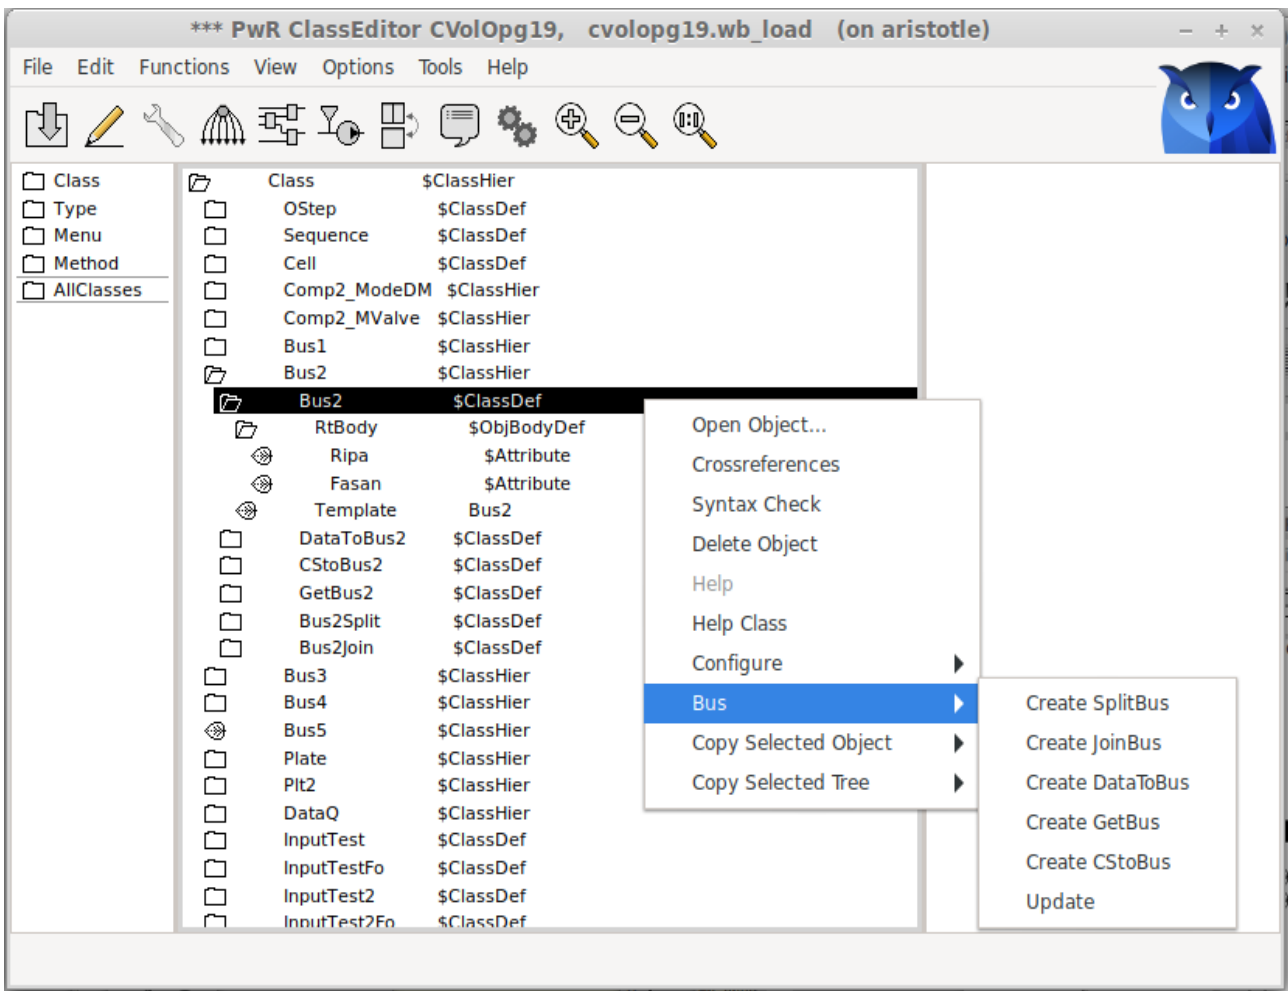 *** PwR ClassEditor CVolOpg19, cvolopg19.wb_load (on aristotle)
File Edit Functions View Options Tools Help
1:1
Class
Type
Menu
Method
AllClasses
Class $ClassHier
OStep $ClassDef
Sequence $ClassDef
Cell $ClassDef
Comp2_ModeDM $ClassHier
Comp2_MValve $ClassHier
Bus1 $ClassHier
Bus2 $ClassHier
Bus2 $ClassDef
RtBody $ObjBodyDef
Ripa $Attribute
Fasan $Attribute
Template Bus2
DataToBus2 $ClassDef
CStoBus2 $ClassDef
GetBus2 $ClassDef
Bus2Split $ClassDef
Bus2Join $ClassDef
Bus3 $ClassHier
Bus4 $ClassHier
Bus5 $ClassHier
Plate $ClassHier
Plt2 $ClassHier
DataQ $ClassHier
InputTest $ClassDef
InputTestFo $ClassDef
InputTest2 $ClassDef
InputTest2Fo $ClassDef
Open Object...
Crossreferences
Syntax Check
Delete Object
Help
Help Class
Configure
Bus
Copy Selected Object
Copy Selected Tree
Create SplitBus
Create JoinBus
Create DataToBus
Create GetBus
Create CStoBus
Update